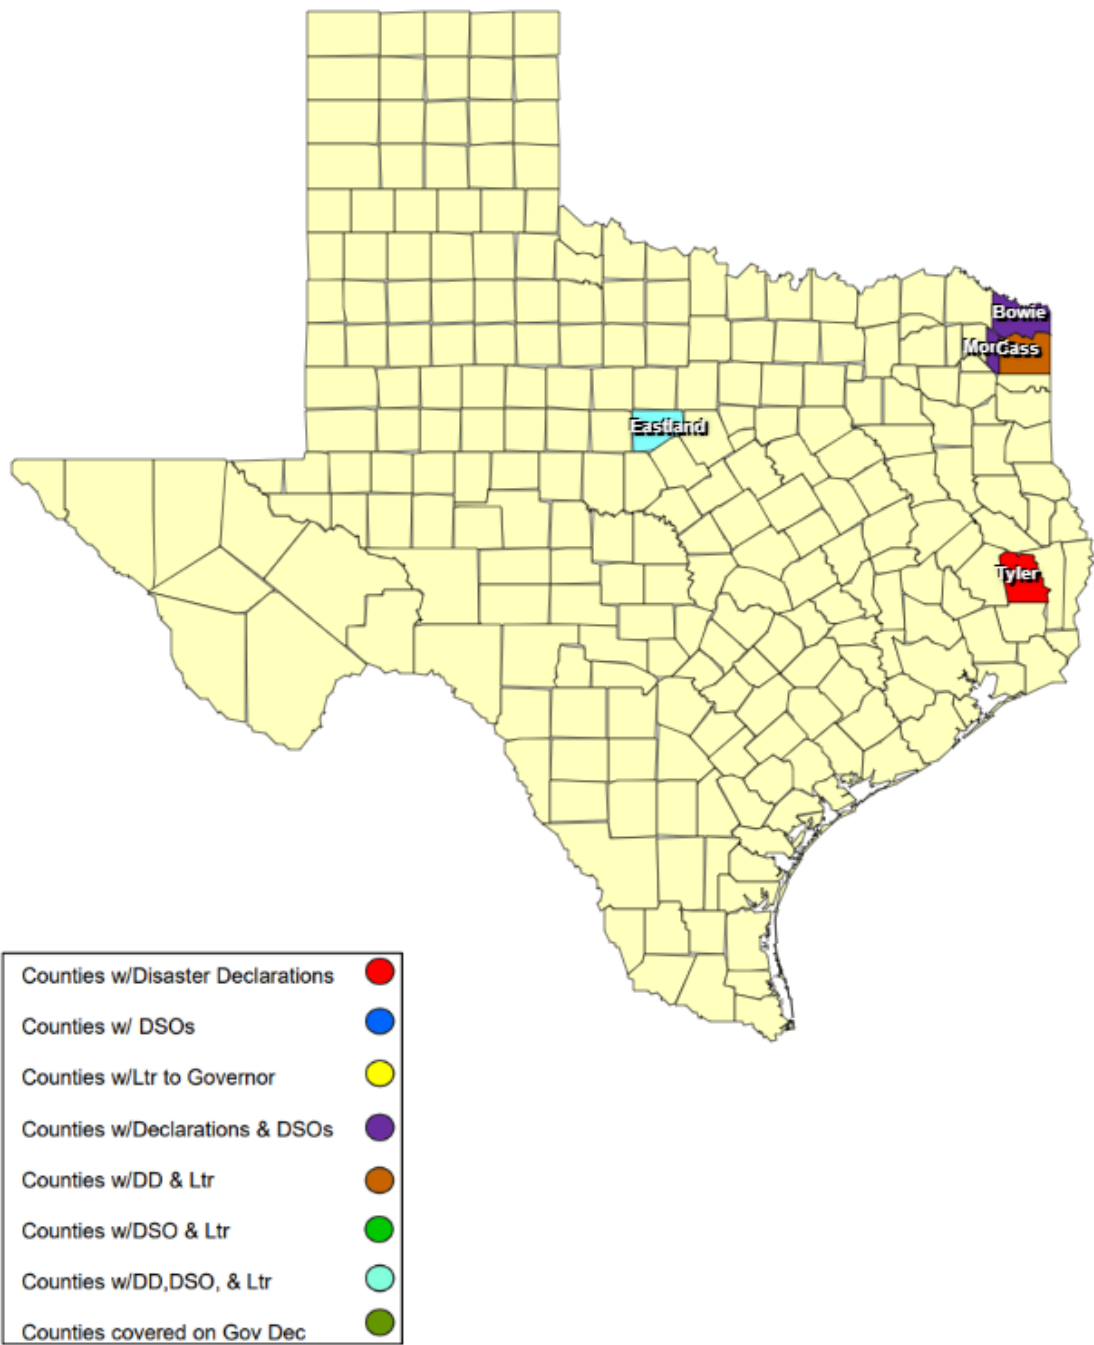 Bowie
Cass
Eastland
Tyler
Counties w/Disaster Declarations
Counties w/ DSOs
Counties w/Ltr to Governor
Counties w/Declarations & DSOs
Counties w/DD & Ltr
Counties w/DSO & Ltr
Counties w/DD,DSO, & Ltr
Counties covered on Gov Dec